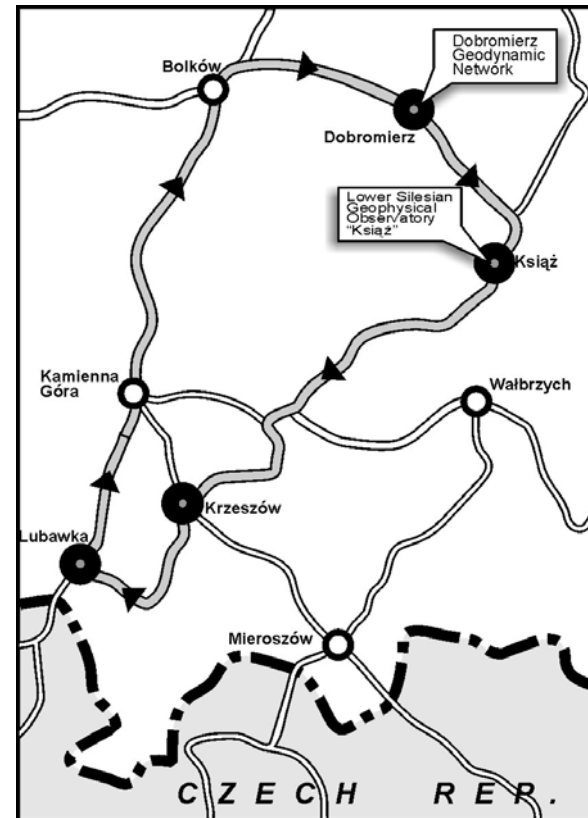 Dobromierz
Geodynamic
Network
Bolków
Dobromierz
Lower Silesian
Geophysical
Observatory
"Książ"
Książ
Kamienna
Góra
Wałbrzych
Krzeszów
Lubawka
Mieroszów
CZECH REP.